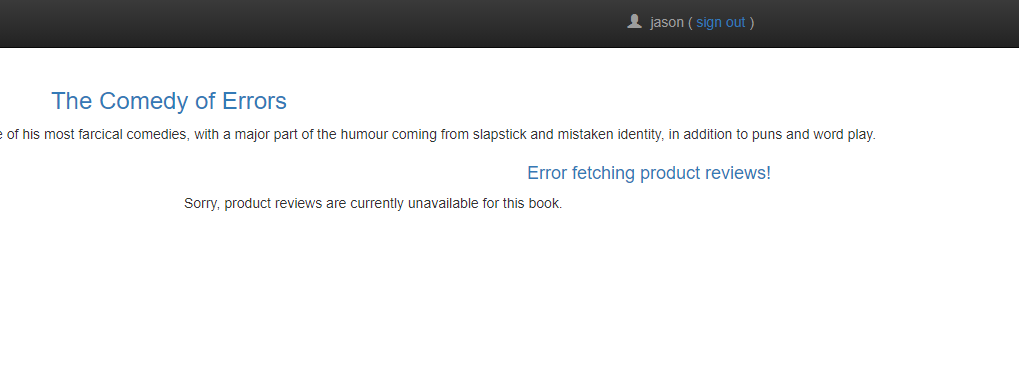 jason ( sign out )
The Comedy of Errors
of his most farcical comedies, with a major part of the humour coming from slapstick and mistaken identity, in addition to puns and word play.
Error fetching product reviews!
Sorry, product reviews are currently unavailable for this book.